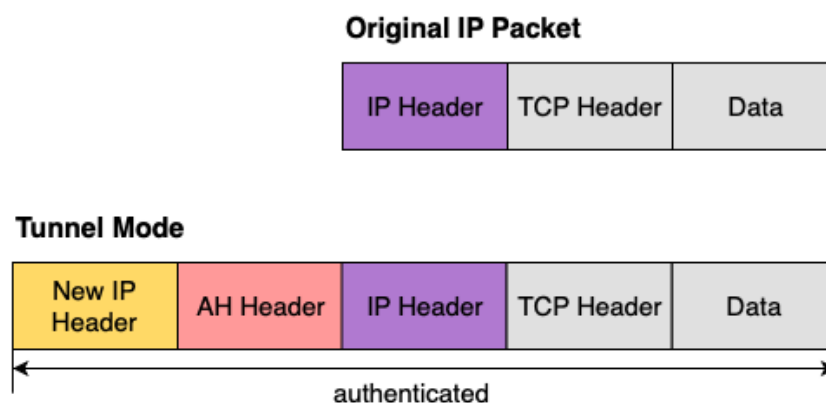 Original IP Packet
IP Header TCP Header Data
Tunnel Mode
New IP Header AH Header IP Header TCP Header Data
authenticated